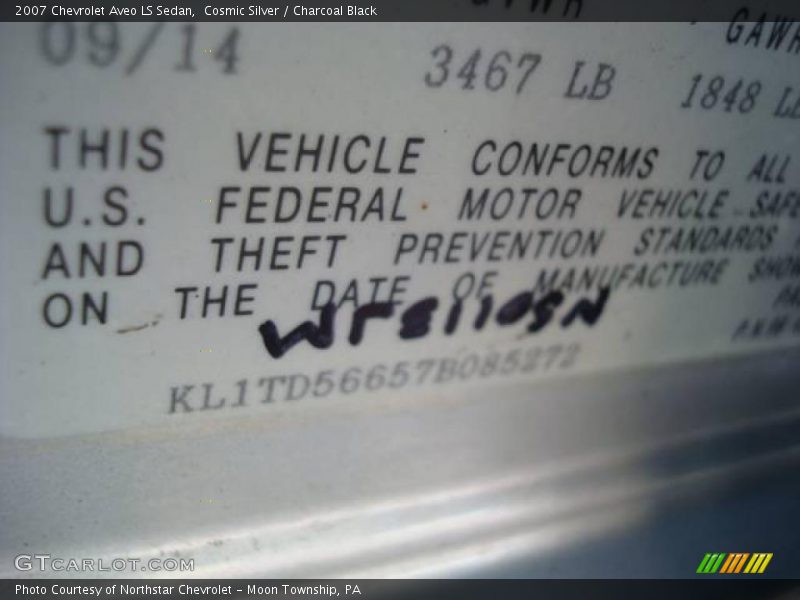 2007 Chevrolet Aveo LS Sedan, Cosmic Silver / Charcoal Black
09/14
3467 LB 1848 LB
THIS VEHICLE CONFORMS TO ALL
U.S. FEDERAL MOTOR VEHICLE SAFE
AND THEFT PREVENTION STANDARDS
ON THE DATE OF MANUFACTURE SHOW
KL1TD56657B085272
GTCARLOT.COM
Photo Courtesy of Northstar Chevrolet - Moon Township, PA